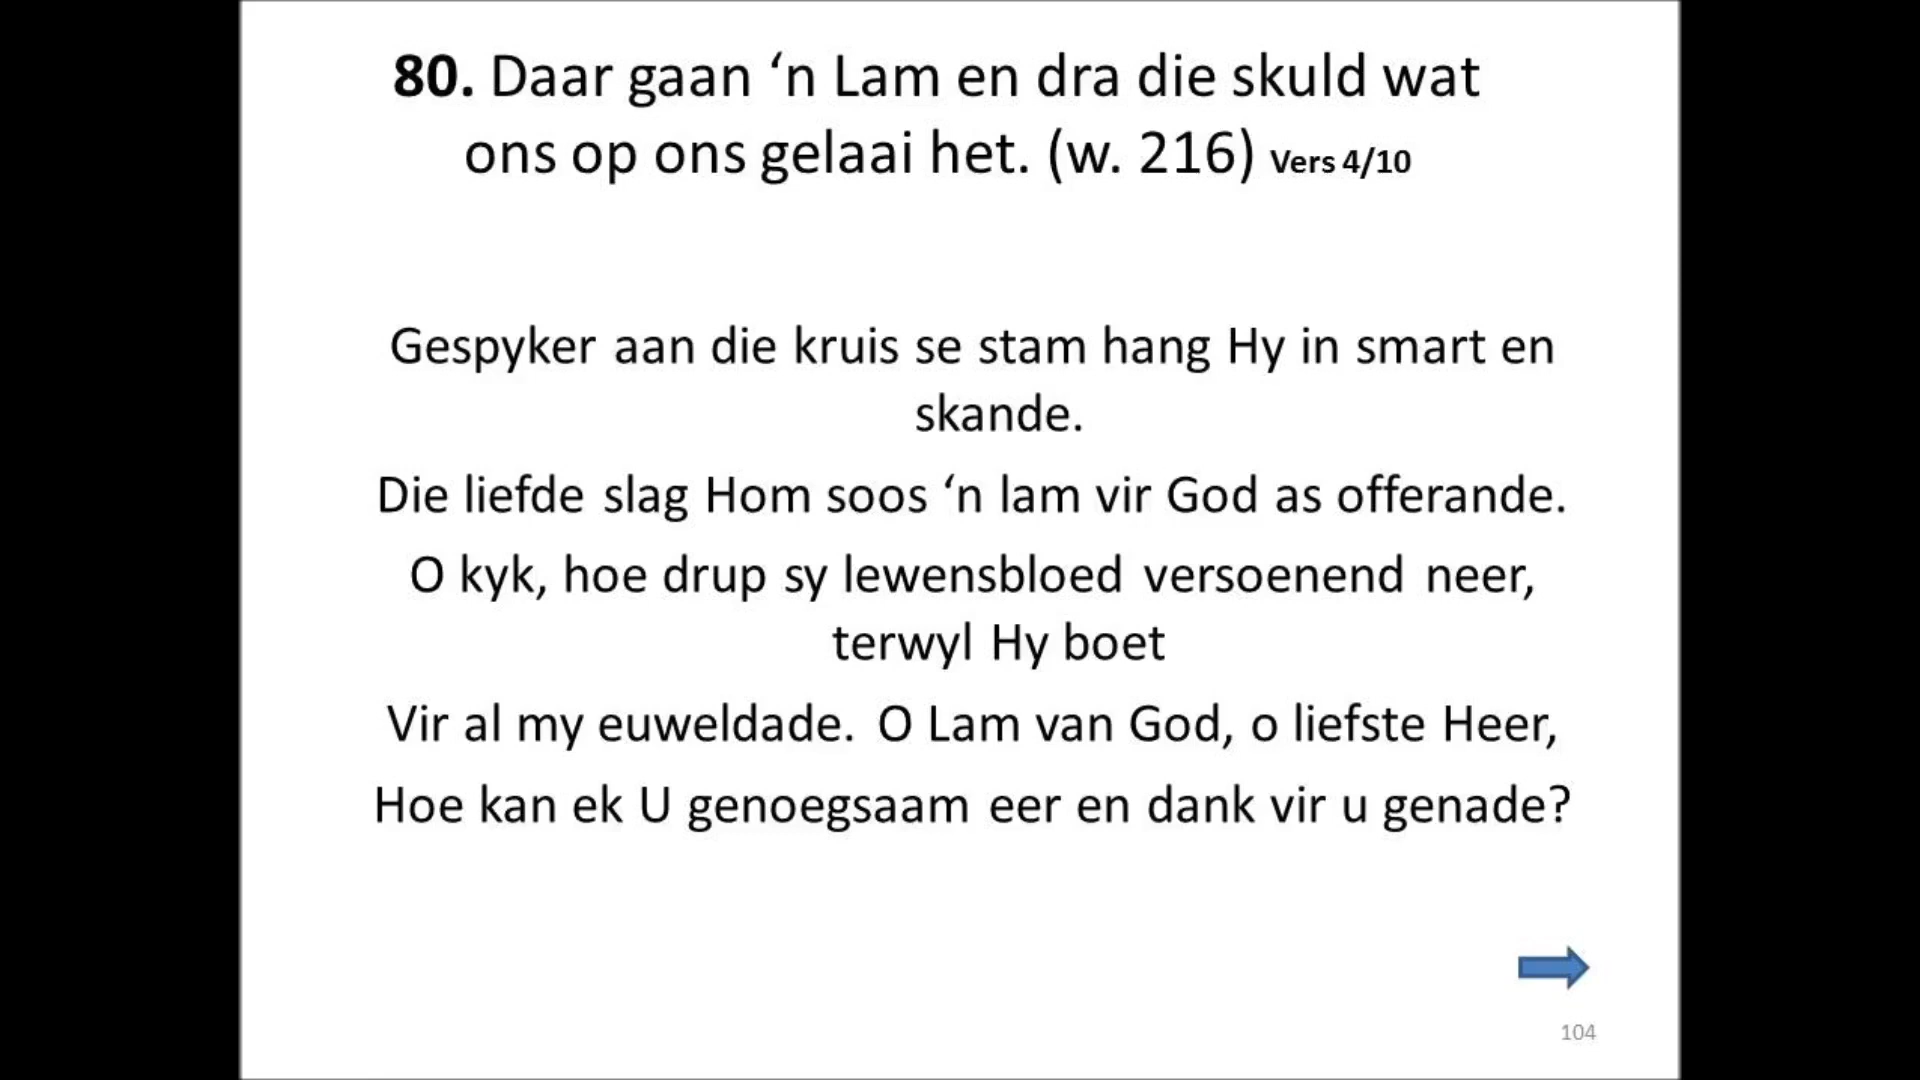 80. Daar gaan ‘n Lam en dra die skuld wat
ons op ons gelaai het. (w. 216) Vers 4/10
Gespyker aan die kruis se stam hang Hy in smart en
skande.
Die liefde slag Hom soos ‘n lam vir God as offerande.
O kyk, hoe drup sy lewensbloed versoenend neer,
terwyl Hy boet
Vir al my euweldade. O Lam van God, o liefste Heer,
Hoe kan ek U genoegsaam eer en dank vir u genade?
104